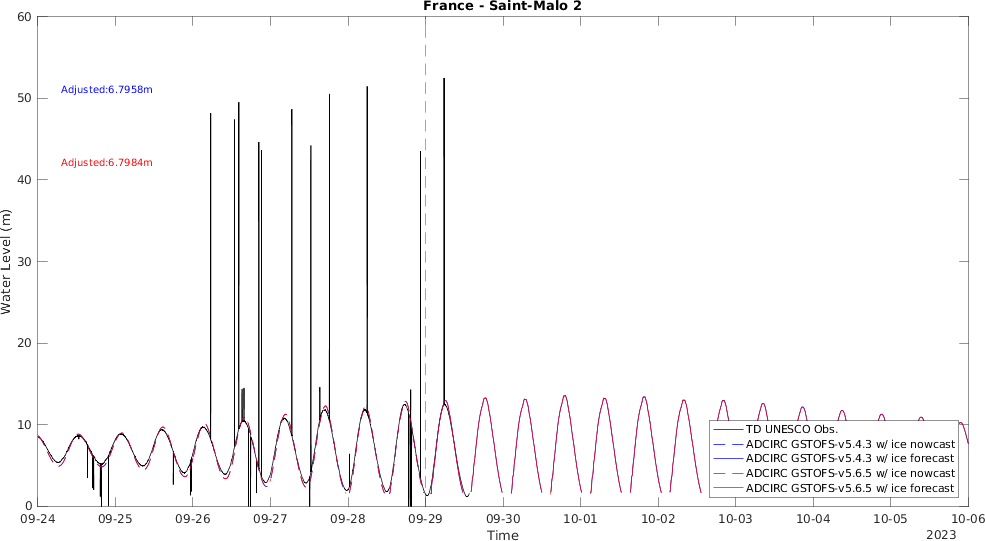 France - Saint-Malo 2
60
50
40
30
20
10
0
Water Level (m)
Adjusted:6.7958m
Adjusted:6.7984m
TD UNESCO Obs.
ADCIRC GSTOFS-v5.4.3 w/ ice nowcast
ADCIRC GSTOFS-v5.4.3 w/ ice forecast
ADCIRC GSTOFS-v5.6.5 w/ ice nowcast
ADCIRC GSTOFS-v5.6.5 w/ ice forecast
09-24 09-25 09-26 09-27 09-28 09-29 09-30 10-01 10-02 10-03 10-04 10-05 10-06
Time
2023